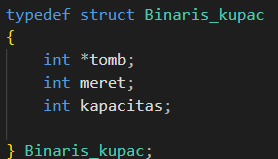 typedef struct Binaris_kupac
{
    int *tomb;
    int meret;
    int kapacitas;
} Binaris_kupac;